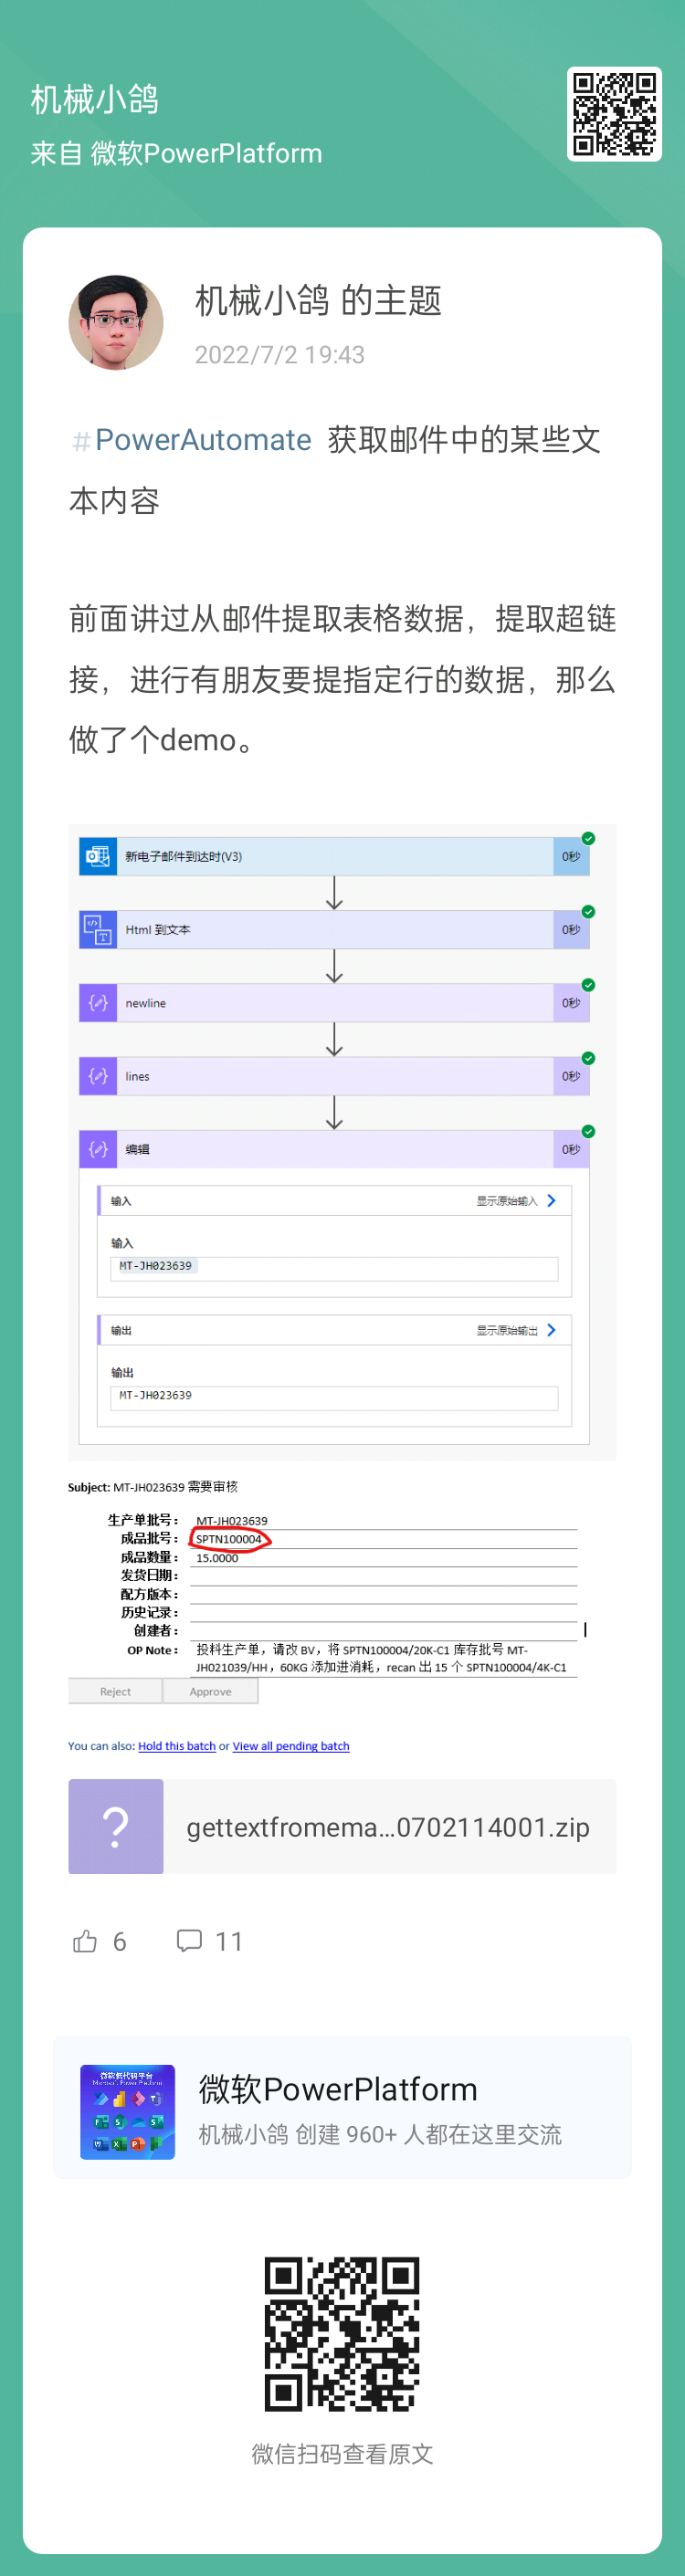 机械小鸽
来自 微软PowerPlatform
机械小鸽 的主题
2022/7/2 19:43
#PowerAutomate 获取邮件中的某些文
本内容
前面讲过从邮件提取表格数据，提取超链
接，进行有朋友要提指定行的数据，那么
做了个demo。
新电子邮件到达时(V3) 0秒
Html 到文本 0秒
newline 0秒
lines 0秒
编辑 0秒
输入 显示原始输入
输入
MT-JH023639
输出 显示原始输出
输出
MT-JH023639
Subject: MT-JH023639 需要审核
生产单批号： MT-JH023639
成品批号： SPTN100004
成品数量： 15.0000
发货日期：
配方版本：
历史记录：
创建者：
OP Note： 投料生产单，请改 BV，将 SPTN100004/20K-C1 库存批号 MT-
JH021039/HH，60KG 添加进消耗，recan 出 15 个 SPTN100004/4K-C1
Reject Approve
You can also: Hold this batch or View all pending batch
? gettextfromema...0702114001.zip
6 11
微软低代码平台
Microsoft Power Platform
微软PowerPlatform
机械小鸽 创建 960+ 人都在这里交流
微信扫码查看原文